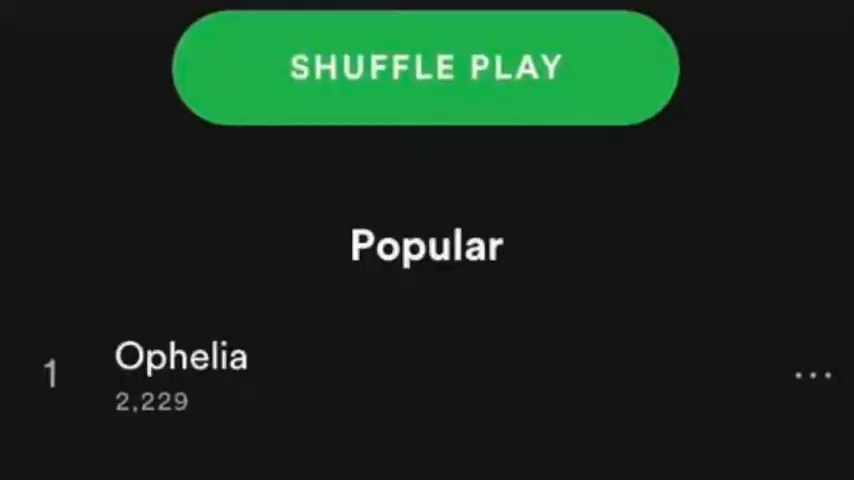 SHUFFLE PLAY
Popular
1
Ophelia
2,229